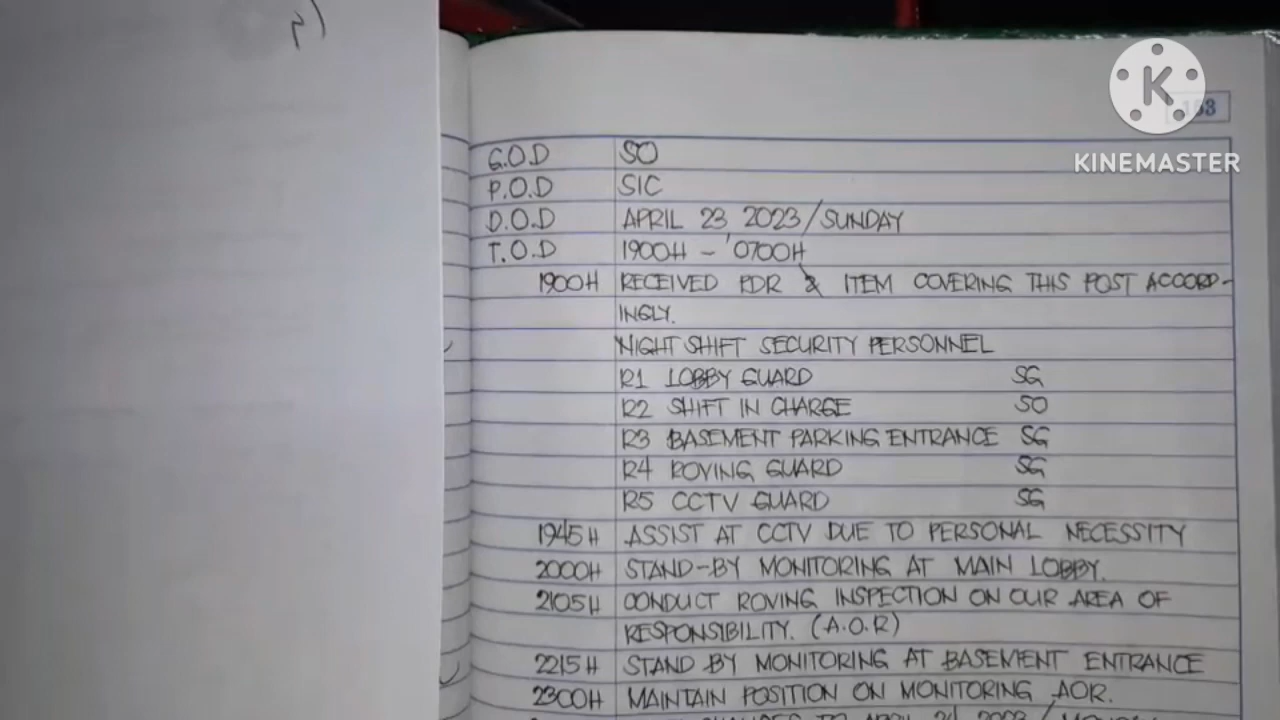 163
KINEMASTER
G.O.D SO
P.O.D SIC
D.O.D APRIL 23, 2023/SUNDAY
T.O.D 1900H - 0700H
1900H RECEIVED PDR & ITEM COVERING THIS POST ACCORD-
INGLY.
NIGHT SHIFT SECURITY PERSONNEL
R1 LOBBY GUARD SG
R2 SHIFT IN CHARGE SO
R3 BASEMENT PARKING ENTRANCE SG
R4 ROVING GUARD SG
R5 CCTV GUARD SG
1945H ASSIST AT CCTV DUE TO PERSONAL NECESSITY
2000H STAND-BY MONITORING AT MAIN LOBBY.
2105H CONDUCT ROVING INSPECTION ON OUR AREA OF
RESPONSIBILITY. (A.O.R)
2215H STAND BY MONITORING AT BASEMENT ENTRANCE
2300H MAINTAIN POSITION ON MONITORING AOR.